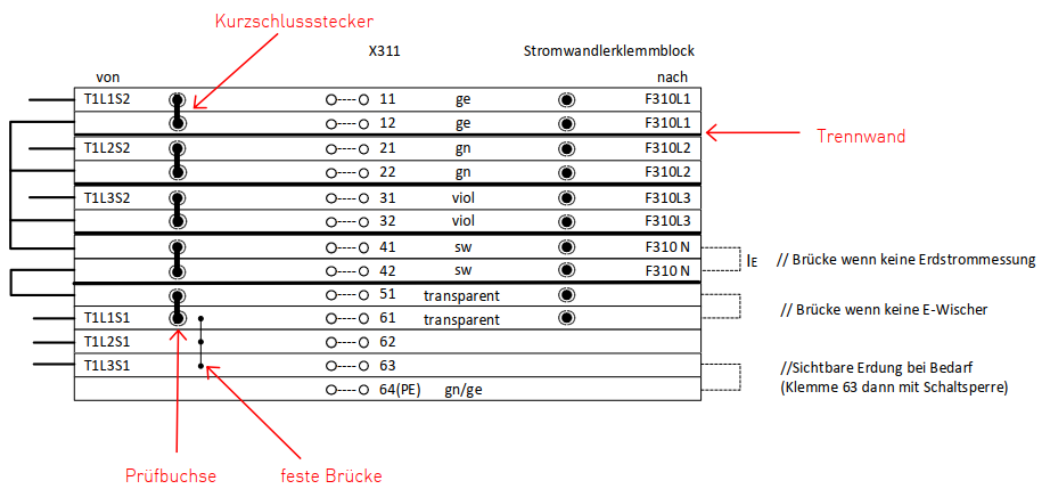 Kurzschlussstecker
X311 Stromwandlerklemmblock
von nach
T1L1S2 11 ge F310L1
12 ge F310L1
Trennwand
T1L2S2 21 gn F310L2
22 gn F310L2
T1L3S2 31 viol F310L3
32 viol F310L3
41 sw F310 N
IE // Brücke wenn keine Erdstrommessung
42 sw F310 N
51 transparent
// Brücke wenn keine E-Wischer
T1L1S1 61 transparent
T1L2S1 62
T1L3S1 63 //Sichtbare Erdung bei Bedarf
64(PE) gn/ge (Klemme 63 dann mit Schaltsperre)
Prüfbuchse feste Brücke